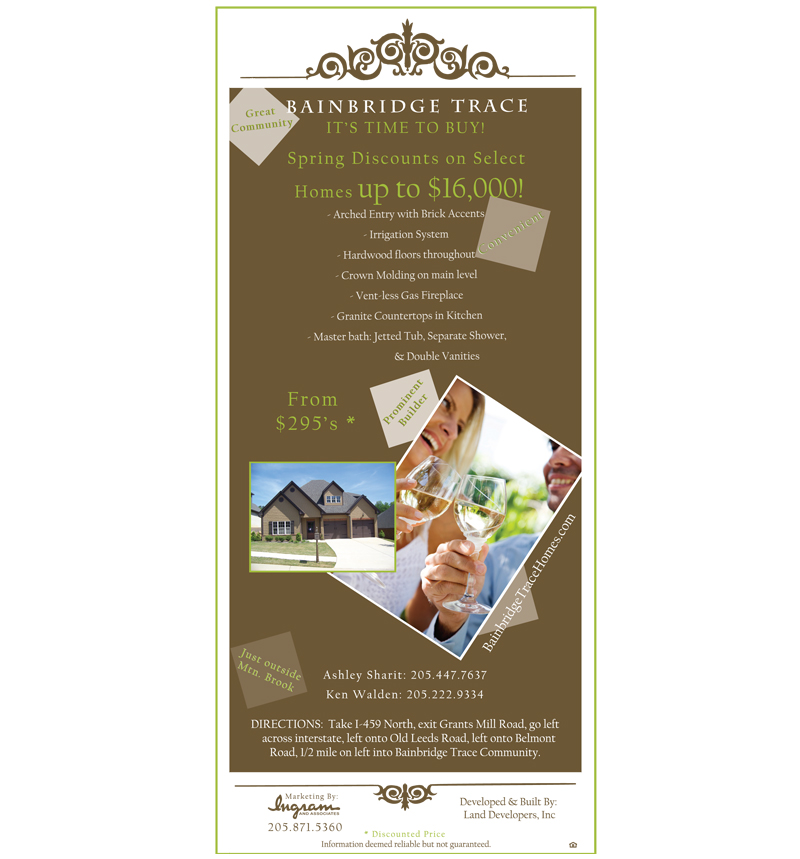 Great
Community
BAINBRIDGE TRACE
IT'S TIME TO BUY!
Spring Discounts on Select
Homes up to $16,000!
- Arched Entry with Brick Accents
- Irrigation System
Convenient
- Hardwood floors throughout
- Crown Molding on main level
- Vent-less Gas Fireplace
- Granite Countertops in Kitchen
- Master bath: Jetted Tub, Separate Shower,
& Double Vanities
From
$295's *
Prominent
Builder
BainbridgeTraceHomes.com
Just outside
Mtn. Brook
Ashley Sharit: 205.447.7637
Ken Walden: 205.222.9334
DIRECTIONS: Take I-459 North, exit Grants Mill Road, go left
across interstate, left onto Old Leeds Road, left onto Belmont
Road, 1/2 mile on left into Bainbridge Trace Community.
Marketing By:
Ingram
AND ASSOCIATES
205.871.5360
Developed & Built By:
Land Developers, Inc
* Discounted Price
Information deemed reliable but not guaranteed.